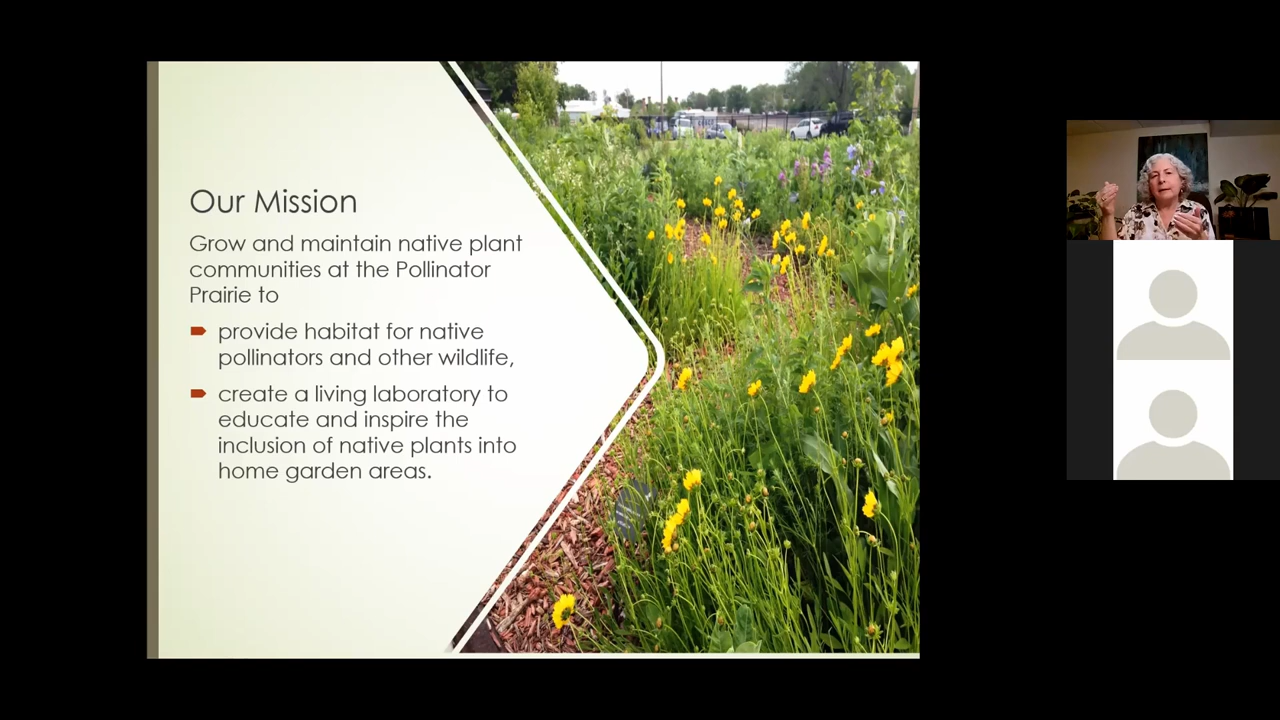 Our Mission
Grow and maintain native plant
communities at the Pollinator
Prairie to
provide habitat for native
pollinators and other wildlife,
create a living laboratory to
educate and inspire the
inclusion of native plants into
home garden areas.